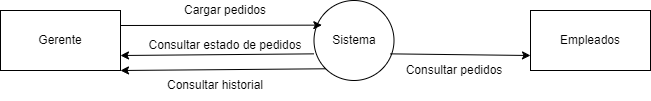 Cargar pedidos
Gerente
Consultar estado de pedidos
Sistema
Empleados
Consultar pedidos
Consultar historial